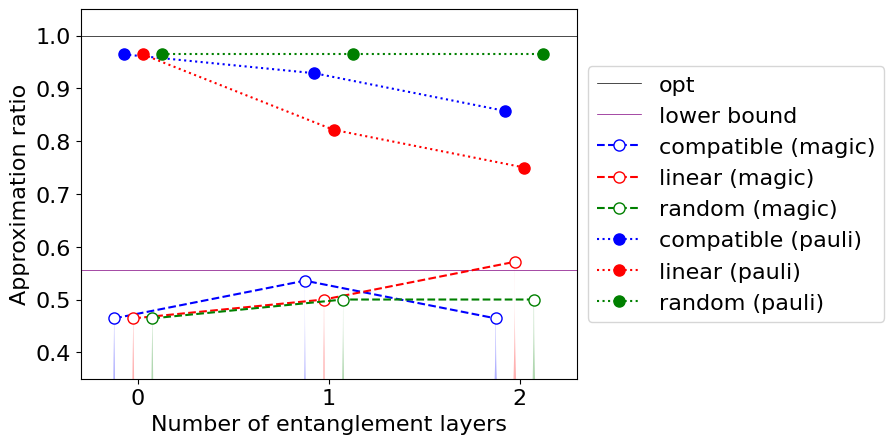 1.0
0.9
0.8
0.7
0.6
0.5
0.4
Approximation ratio
0
1
2
Number of entanglement layers
opt
lower bound
compatible (magic)
linear (magic)
random (magic)
compatible (pauli)
linear (pauli)
random (pauli)